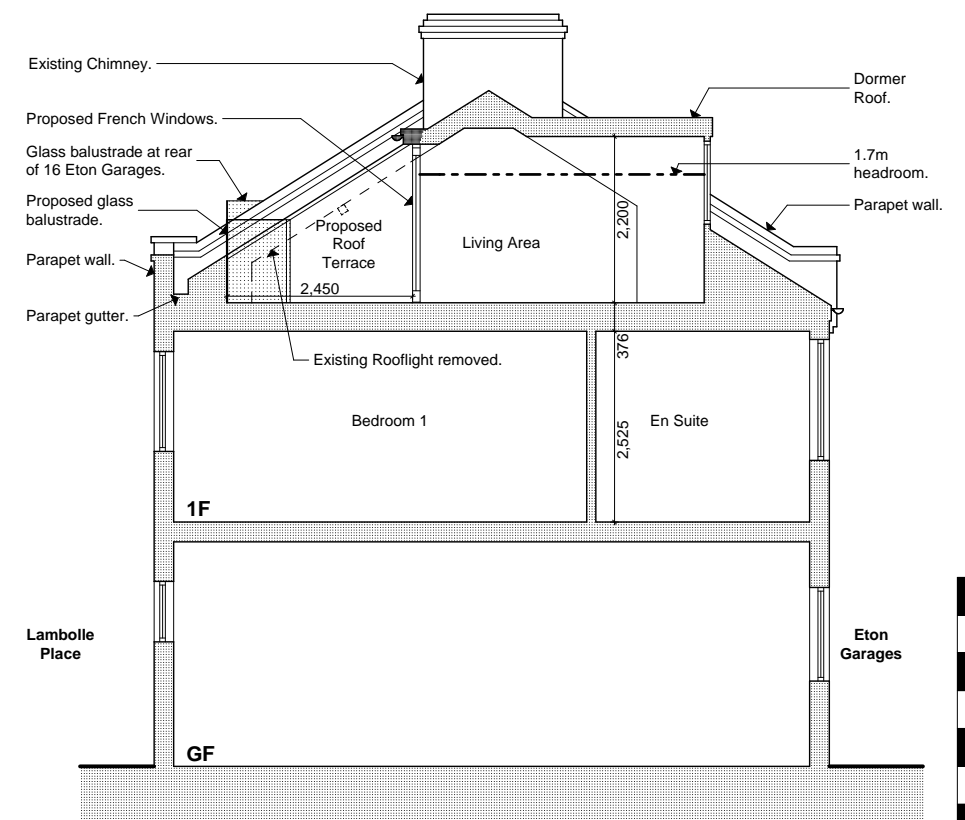 Existing Chimney.
Dormer
Roof.
Proposed French Windows.
Glass balustrade at rear
of 16 Eton Garages.
1.7m
headroom.
Proposed glass
balustrade.
Parapet wall.
Proposed
Roof
Terrace
Living Area
2,200
Parapet wall.
2,450
Parapet gutter.
376
Existing Rooflight removed.
Bedroom 1
En Suite
2,525
1F
Lambolle
Place
Eton
Garages
GF